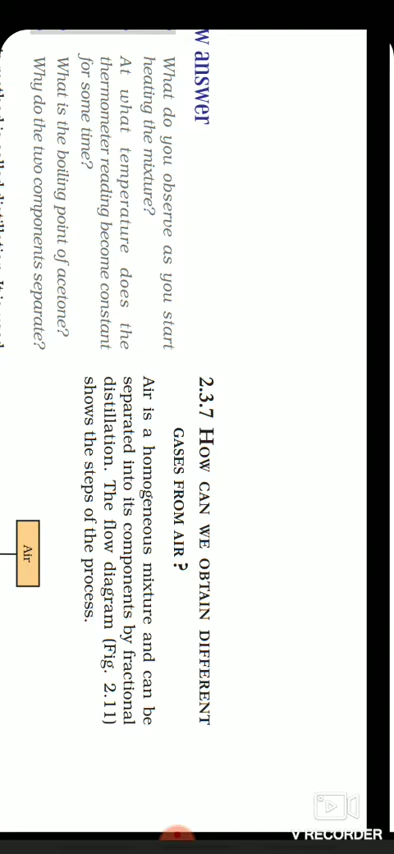 w answer
What do you observe as you start
heating the mixture?
At what temperature does the
thermometer reading become constant
for some time?
What is the boiling point of acetone?
Why do the two components separate?
2.3.7 HOW CAN WE OBTAIN DIFFERENT
GASES FROM AIR ?
Air is a homogeneous mixture and can be
separated into its components by fractional
distillation. The flow diagram (Fig. 2.11)
shows the steps of the process.
Air
V RECORDER